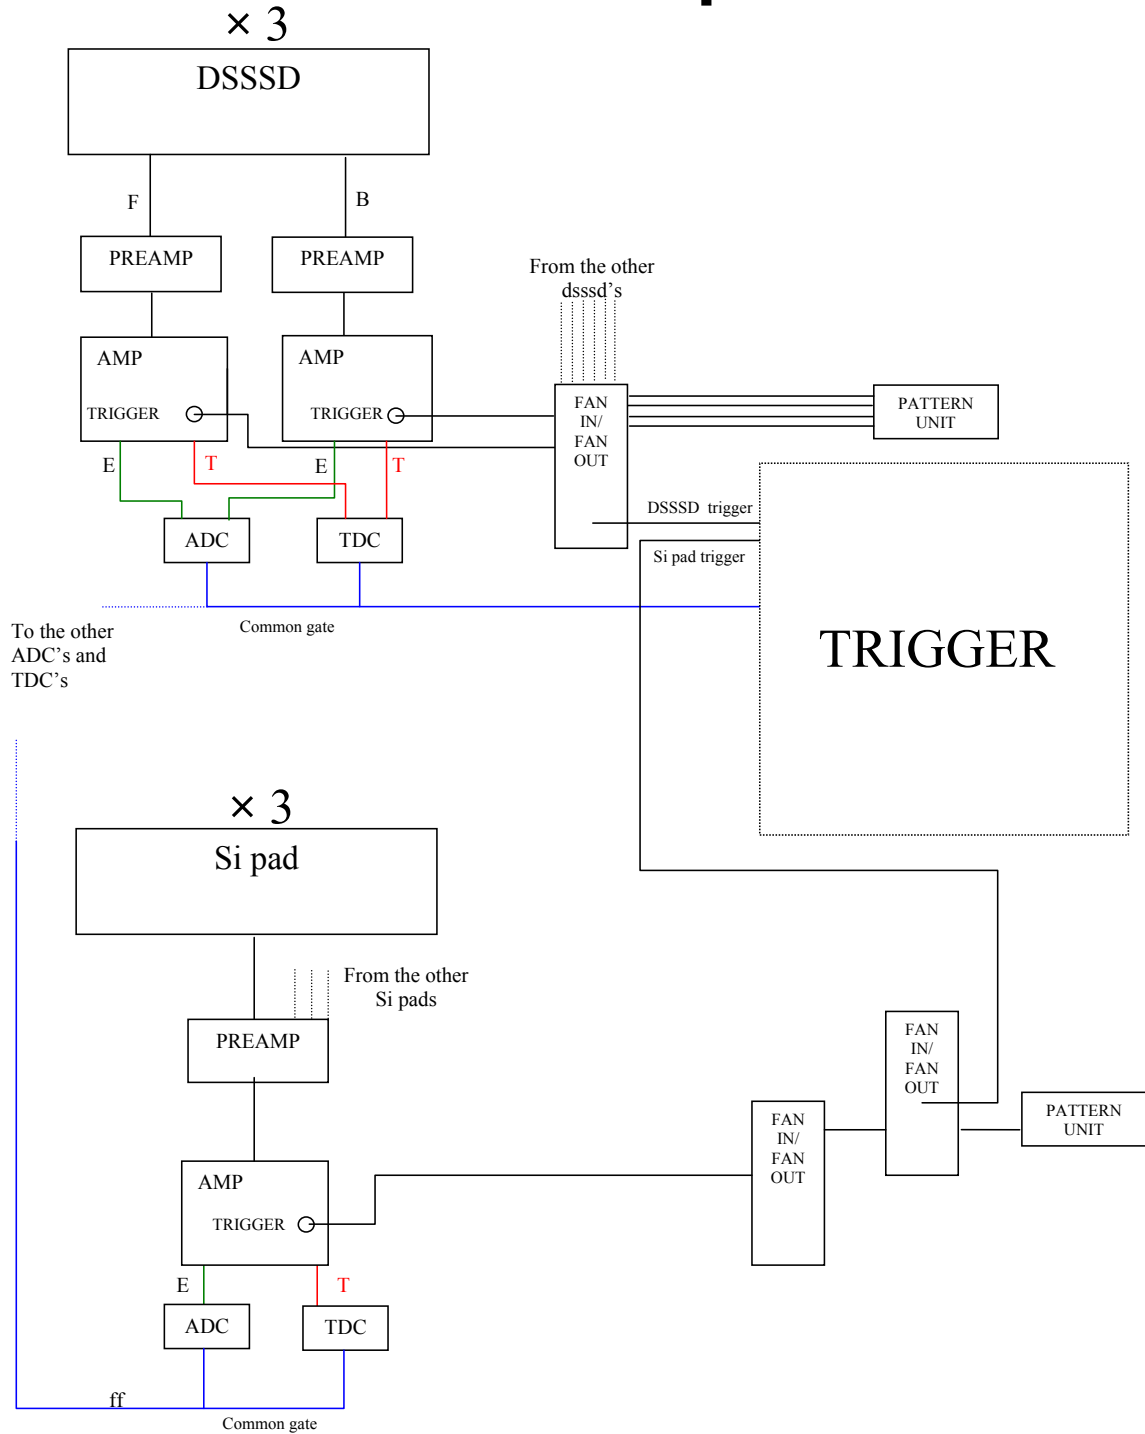 × 3
DSSSD
F
B
PREAMP
PREAMP
From the other
dsssd's
AMP
AMP
TRIGGER
TRIGGER
FAN
IN/
FAN
OUT
PATTERN
UNIT
E
T
E
T
DSSSD trigger
ADC
TDC
Si pad trigger
Common gate
To the other
ADC's and
TDC's
TRIGGER
× 3
Si pad
From the other
Si pads
PREAMP
FAN
IN/
FAN
OUT
PATTERN
UNIT
FAN
IN/
FAN
OUT
AMP
TRIGGER
E
T
ADC
TDC
ff
Common gate